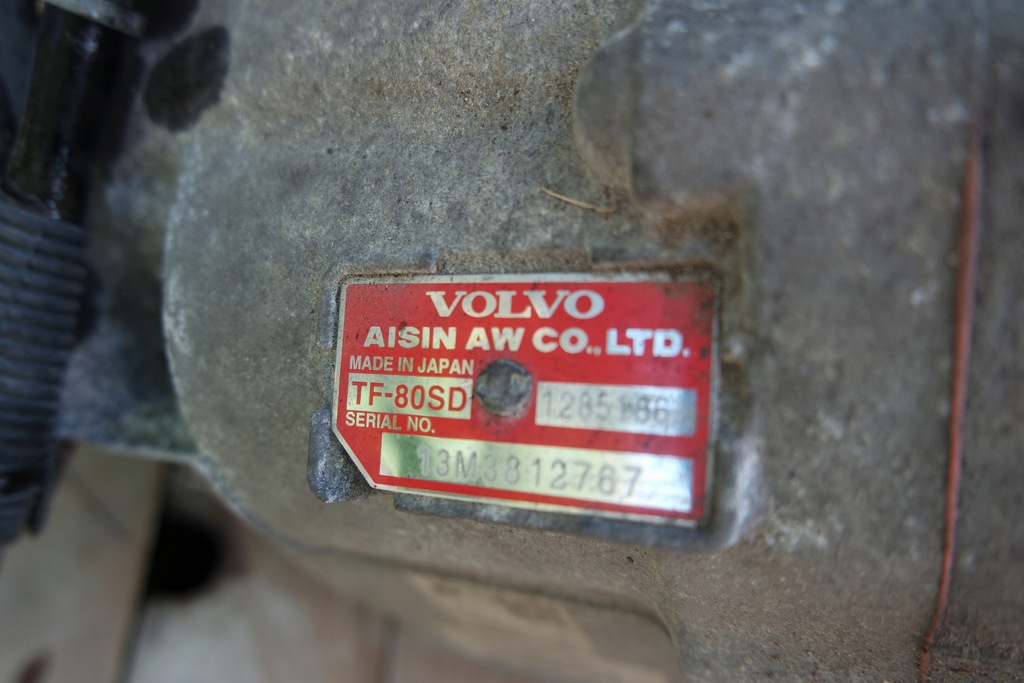 VOLVO
AISIN AW CO., LTD.
MADE IN JAPAN
TF-80SD
SERIAL NO.
13M3812767